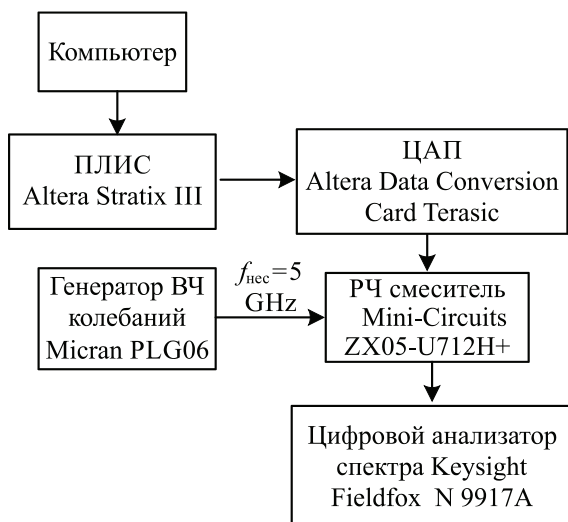 Компьютер
ПЛИС
Altera Stratix III
ЦАП
Altera Data Conversion
Card Terasic
Генератор ВЧ
колебаний
Micran PLG06
fнес=5
GHz
РЧ смеситель
Mini-Circuits
ZX05-U712H+
Цифровой анализатор
спектра Keysight
Fieldfox N 9917A